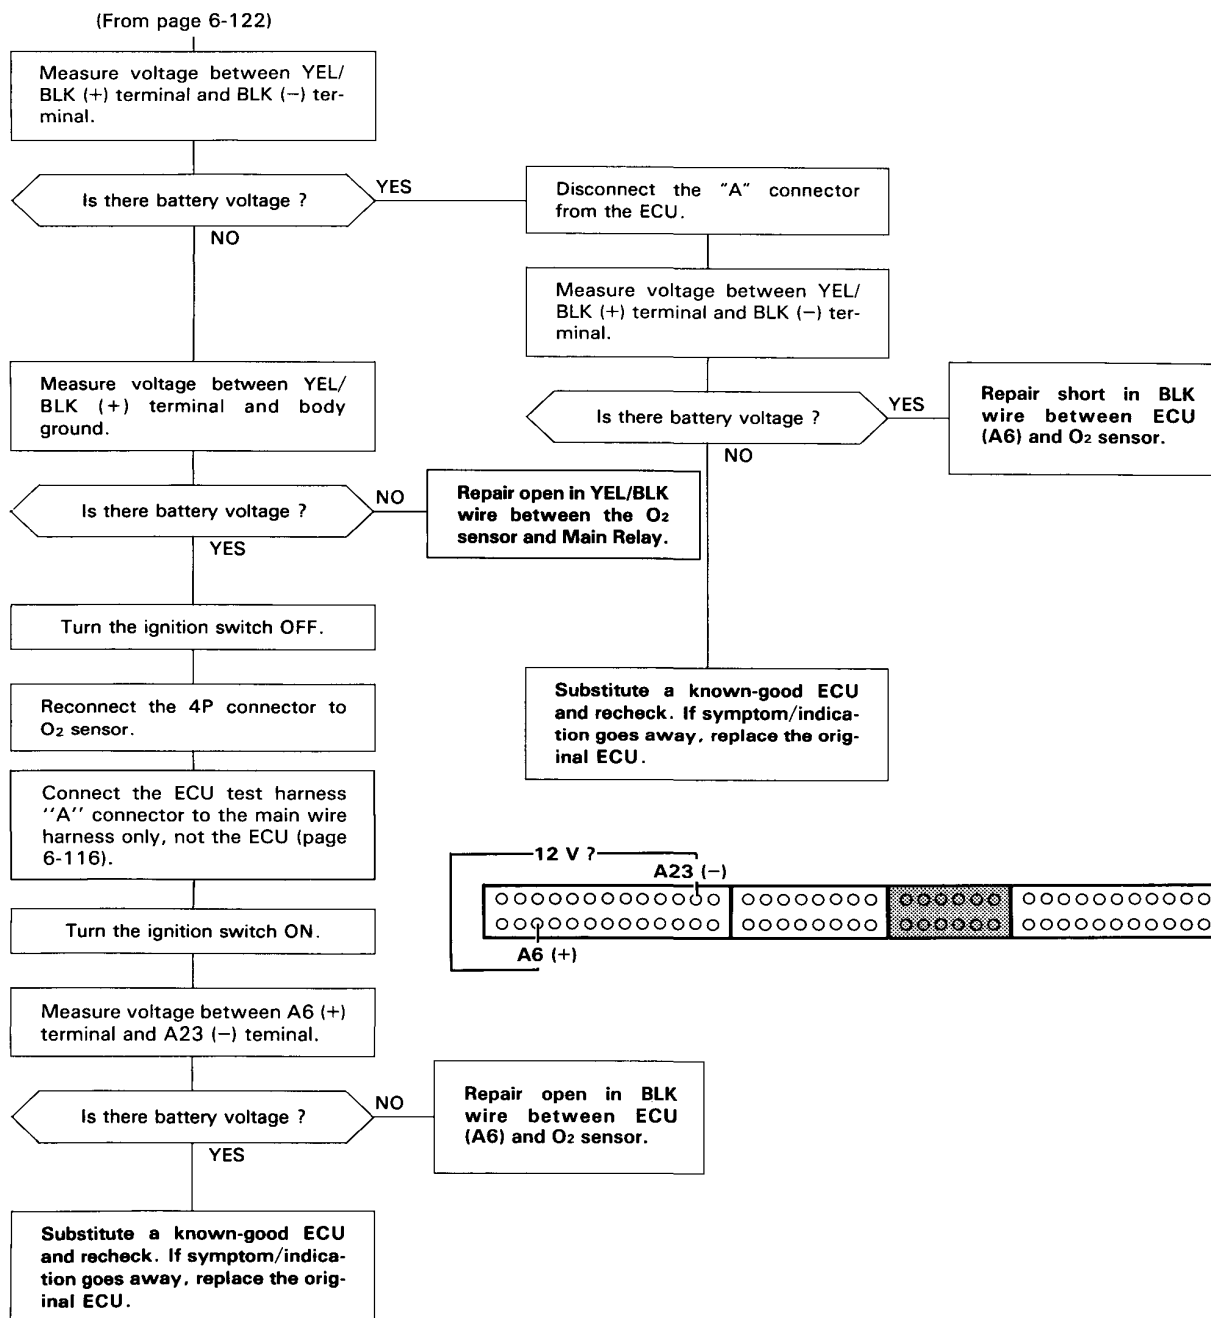 (From page 6-122)
Measure voltage between YEL/
BLK (+) terminal and BLK (−) ter-
minal.
Is there battery voltage ?
YES
NO
Disconnect the "A" connector
from the ECU.
Measure voltage between YEL/
BLK (+) terminal and BLK (−) ter-
minal.
Is there battery voltage ?
YES
NO
Repair short in BLK
wire between ECU
(A6) and O2 sensor.
Measure voltage between YEL/
BLK (+) terminal and body
ground.
Is there battery voltage ?
NO
YES
Repair open in YEL/BLK
wire between the O2
sensor and Main Relay.
Substitute a known-good ECU
and recheck. If symptom/indica-
tion goes away, replace the orig-
inal ECU.
Turn the ignition switch OFF.
Reconnect the 4P connector to
O2 sensor.
Connect the ECU test harness
''A'' connector to the main wire
harness only, not the ECU (page
6-116).
Turn the ignition switch ON.
Measure voltage between A6 (+)
terminal and A23 (−) teminal.
12 V ?
A23 (−)
A6 (+)
Is there battery voltage ?
NO
YES
Repair open in BLK
wire between ECU
(A6) and O2 sensor.
Substitute a known-good ECU
and recheck. If symptom/indica-
tion goes away, replace the orig-
inal ECU.